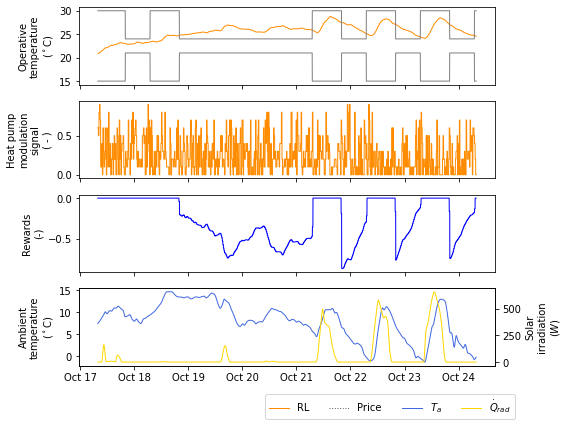 Operative
temperature
(°C)
30
25
20
15
Heat pump
modulation
signal
( - )
0.5
0.0
Rewards
(-)
0.0
−0.5
Ambient
temperature
(°C)
15
10
5
0
500
250
0
Solar
irradiation
(W)
Oct 17 Oct 18 Oct 19 Oct 20 Oct 21 Oct 22 Oct 23 Oct 24
RL Price T_a Q̇_rad